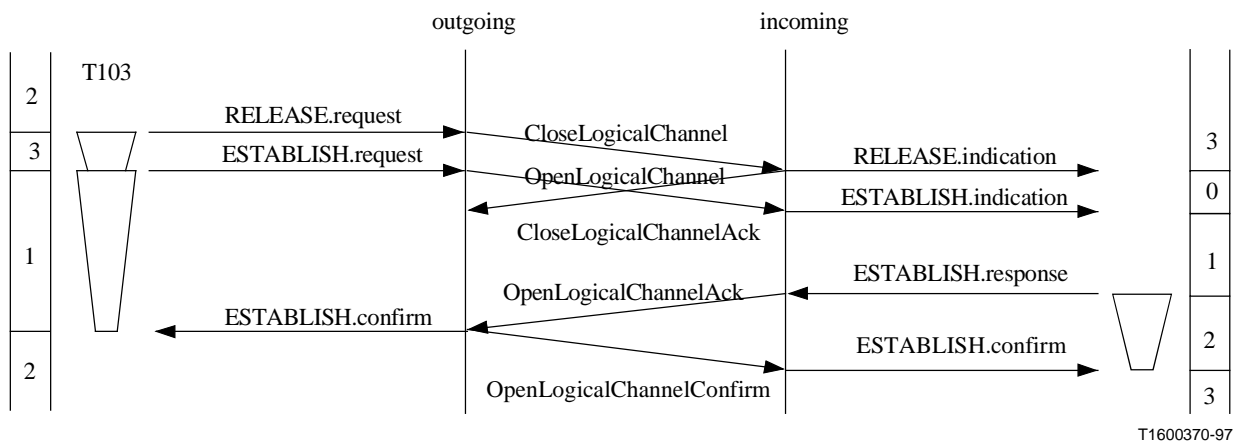 outgoing
incoming
T103
2
RELEASE.request
CloseLogicalChannel
3
3
ESTABLISH.request
RELEASE.indication
OpenLogicalChannel
0
ESTABLISH.indication
CloseLogicalChannelAck
1
1
ESTABLISH.response
OpenLogicalChannelAck
ESTABLISH.confirm
2
ESTABLISH.confirm
2
OpenLogicalChannelConfirm
3
T1600370-97